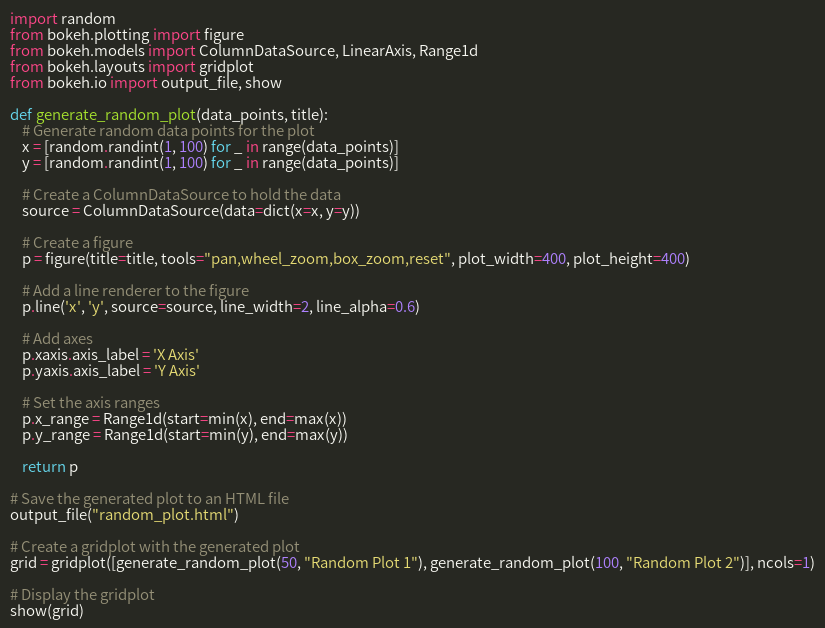 import random
from bokeh.plotting import figure
from bokeh.models import ColumnDataSource, LinearAxis, Range1d
from bokeh.layouts import gridplot
from bokeh.io import output_file, show

def generate_random_plot(data_points, title):
    # Generate random data points for the plot
    x = [random.randint(1, 100) for _ in range(data_points)]
    y = [random.randint(1, 100) for _ in range(data_points)]

    # Create a ColumnDataSource to hold the data
    source = ColumnDataSource(data=dict(x=x, y=y))

    # Create a figure
    p = figure(title=title, tools="pan,wheel_zoom,box_zoom,reset", plot_width=400, plot_height=400)

    # Add a line renderer to the figure
    p.line('x', 'y', source=source, line_width=2, line_alpha=0.6)

    # Add axes
    p.xaxis.axis_label = 'X Axis'
    p.yaxis.axis_label = 'Y Axis'

    # Set the axis ranges
    p.x_range = Range1d(start=min(x), end=max(x))
    p.y_range = Range1d(start=min(y), end=max(y))

    return p

# Save the generated plot to an HTML file
output_file("random_plot.html")

# Create a gridplot with the generated plot
grid = gridplot([generate_random_plot(50, "Random Plot 1"), generate_random_plot(100, "Random Plot 2")], ncols=1)

# Display the gridplot
show(grid)